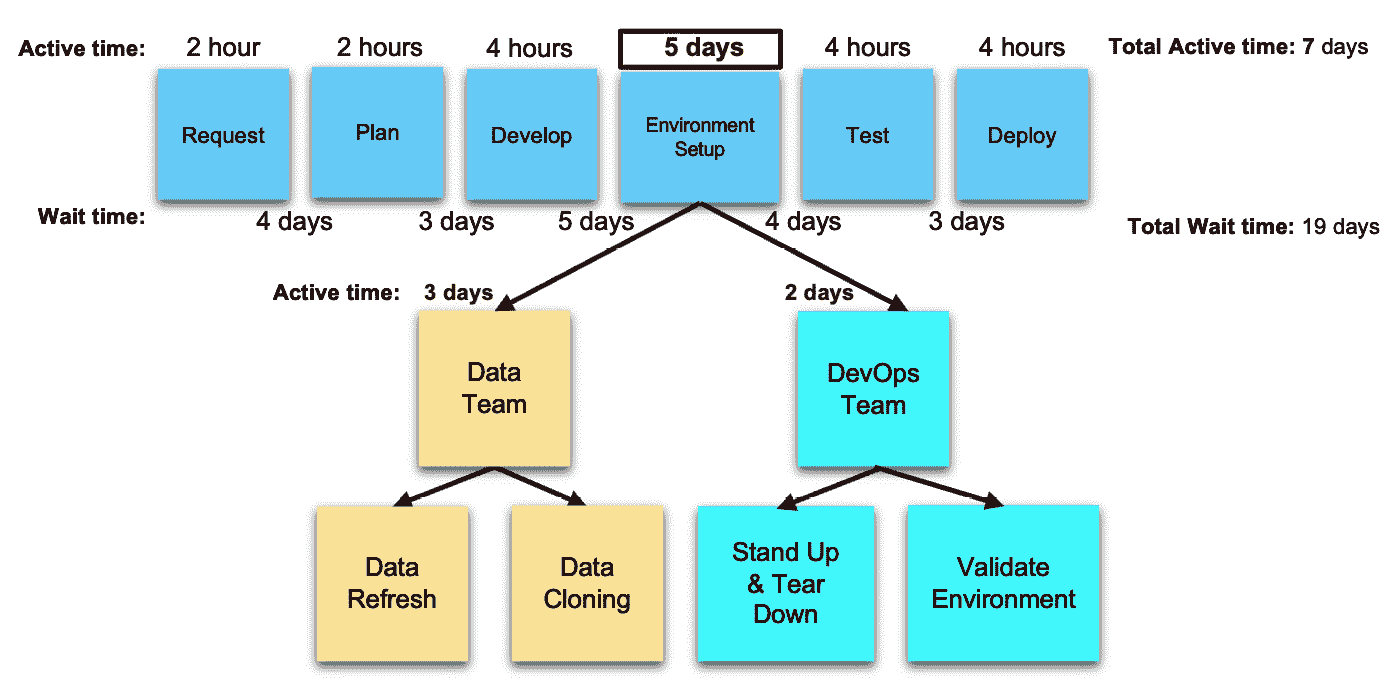 Active time: 2 hour 2 hours 4 hours 5 days 4 hours 4 hours Total Active time: 7 days
Request Plan Develop Environment Setup Test Deploy
Wait time: 4 days 3 days 5 days 4 days 3 days Total Wait time: 19 days
Active time: 3 days 2 days
Data
Team
DevOps
Team
Data
Refresh
Data
Cloning
Stand Up
& Tear
Down
Validate
Environment